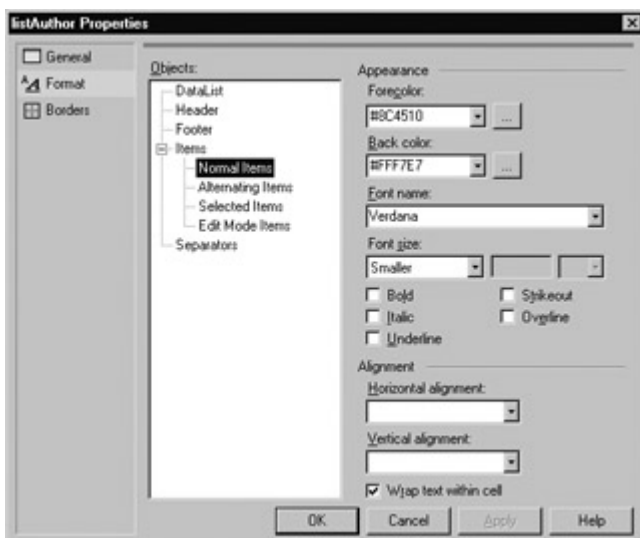 listAuthor Properties
General
Format
Borders
Objects:
DataList
Header
Footer
Items
Normal Items
Alternating Items
Selected Items
Edit Mode Items
Separators
Appearance
Forecolor:
#8C4510
...
Back color:
#FFF7E7
...
Font name:
Verdana
Font size:
Smaller
Bold
Strikeout
Italic
Overline
Underline
Alignment
Horizontal alignment:
Vertical alignment:
Wrap text within cell
OK
Cancel
Apply
Help